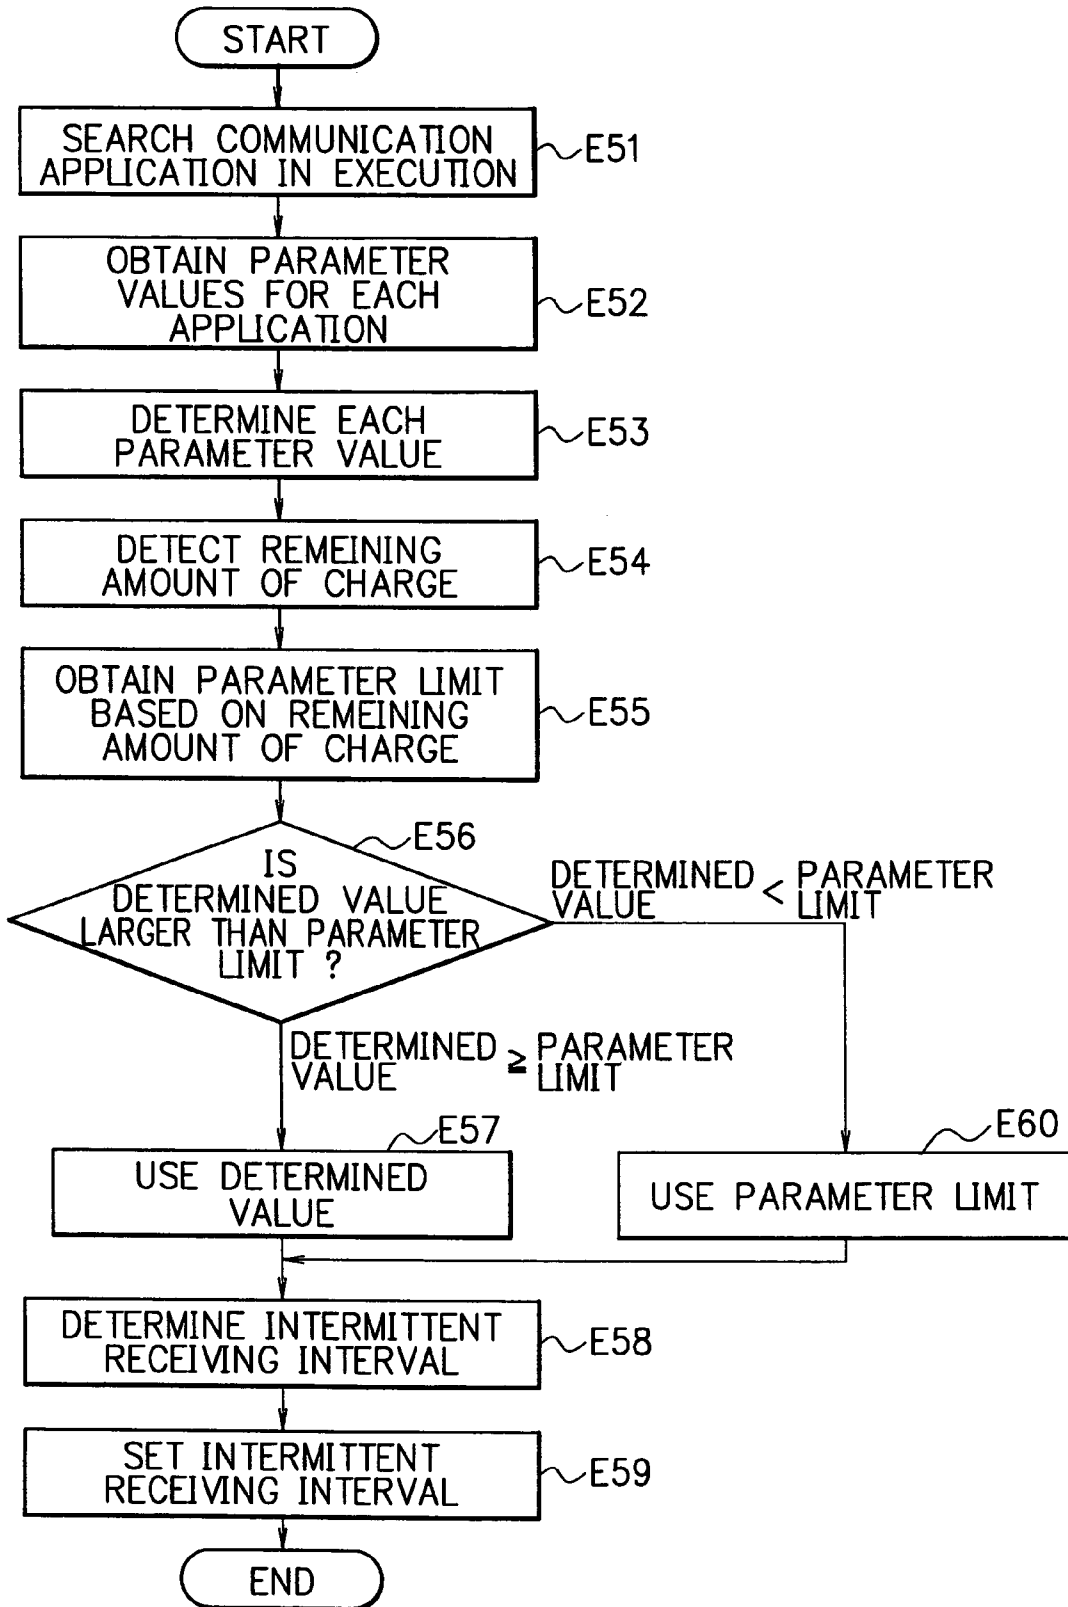 START
SEARCH COMMUNICATION
APPLICATION IN EXECUTION
E51
OBTAIN PARAMETER
VALUES FOR EACH
APPLICATION
E52
DETERMINE EACH
PARAMETER VALUE
E53
DETECT REMEINING
AMOUNT OF CHARGE
E54
OBTAIN PARAMETER LIMIT
BASED ON REMEINING
AMOUNT OF CHARGE
E55
E56
IS
DETERMINED VALUE
LARGER THAN PARAMETER
LIMIT ?
DETERMINED < PARAMETER
VALUE LIMIT
DETERMINED ≧ PARAMETER
VALUE LIMIT
E57
USE DETERMINED
VALUE
E60
USE PARAMETER LIMIT
DETERMINE INTERMITTENT
RECEIVING INTERVAL
E58
SET INTERMITTENT
RECEIVING INTERVAL
E59
END